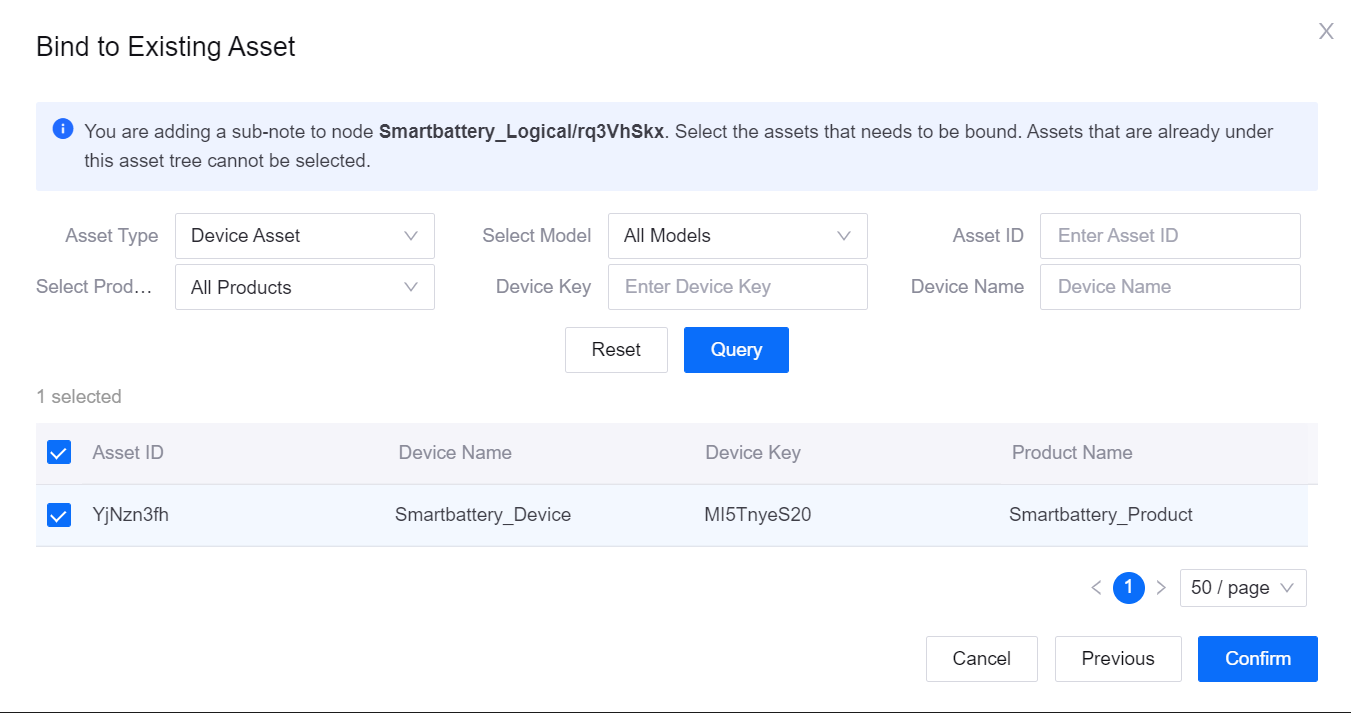 Bind to Existing Asset
X
You are adding a sub-note to node Smartbattery_Logical/rq3VhSkx. Select the assets that needs to be bound. Assets that are already under
this asset tree cannot be selected.
Asset Type Device Asset Select Model All Models Asset ID Enter Asset ID
Select Prod... All Products Device Key Enter Device Key Device Name Device Name
Reset Query
1 selected
Asset ID Device Name Device Key Product Name
YjNzn3fh Smartbattery_Device MI5TnyeS20 Smartbattery_Product
< 1 > 50 / page
Cancel Previous Confirm